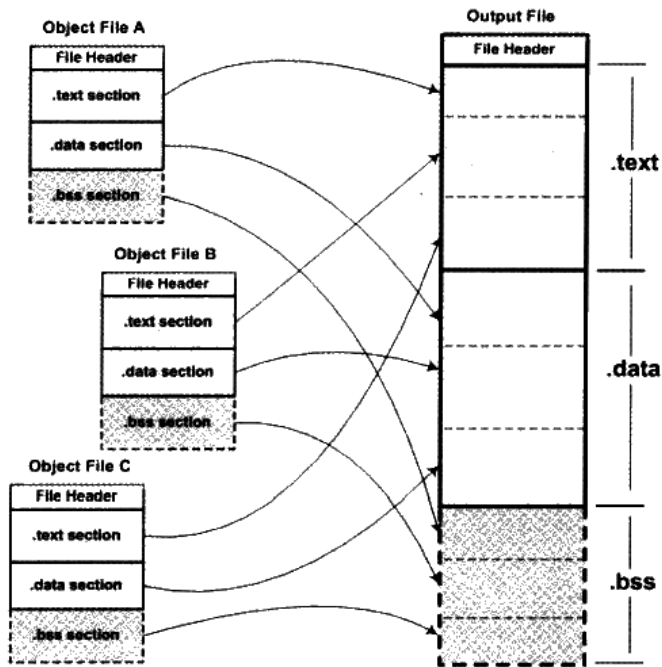 Object File A
File Header
.text section
.data section
.bss section
Object File B
File Header
.text section
.data section
.bss section
Object File C
File Header
.text section
.data section
.bss section
Output File
File Header
.text
.data
.bss